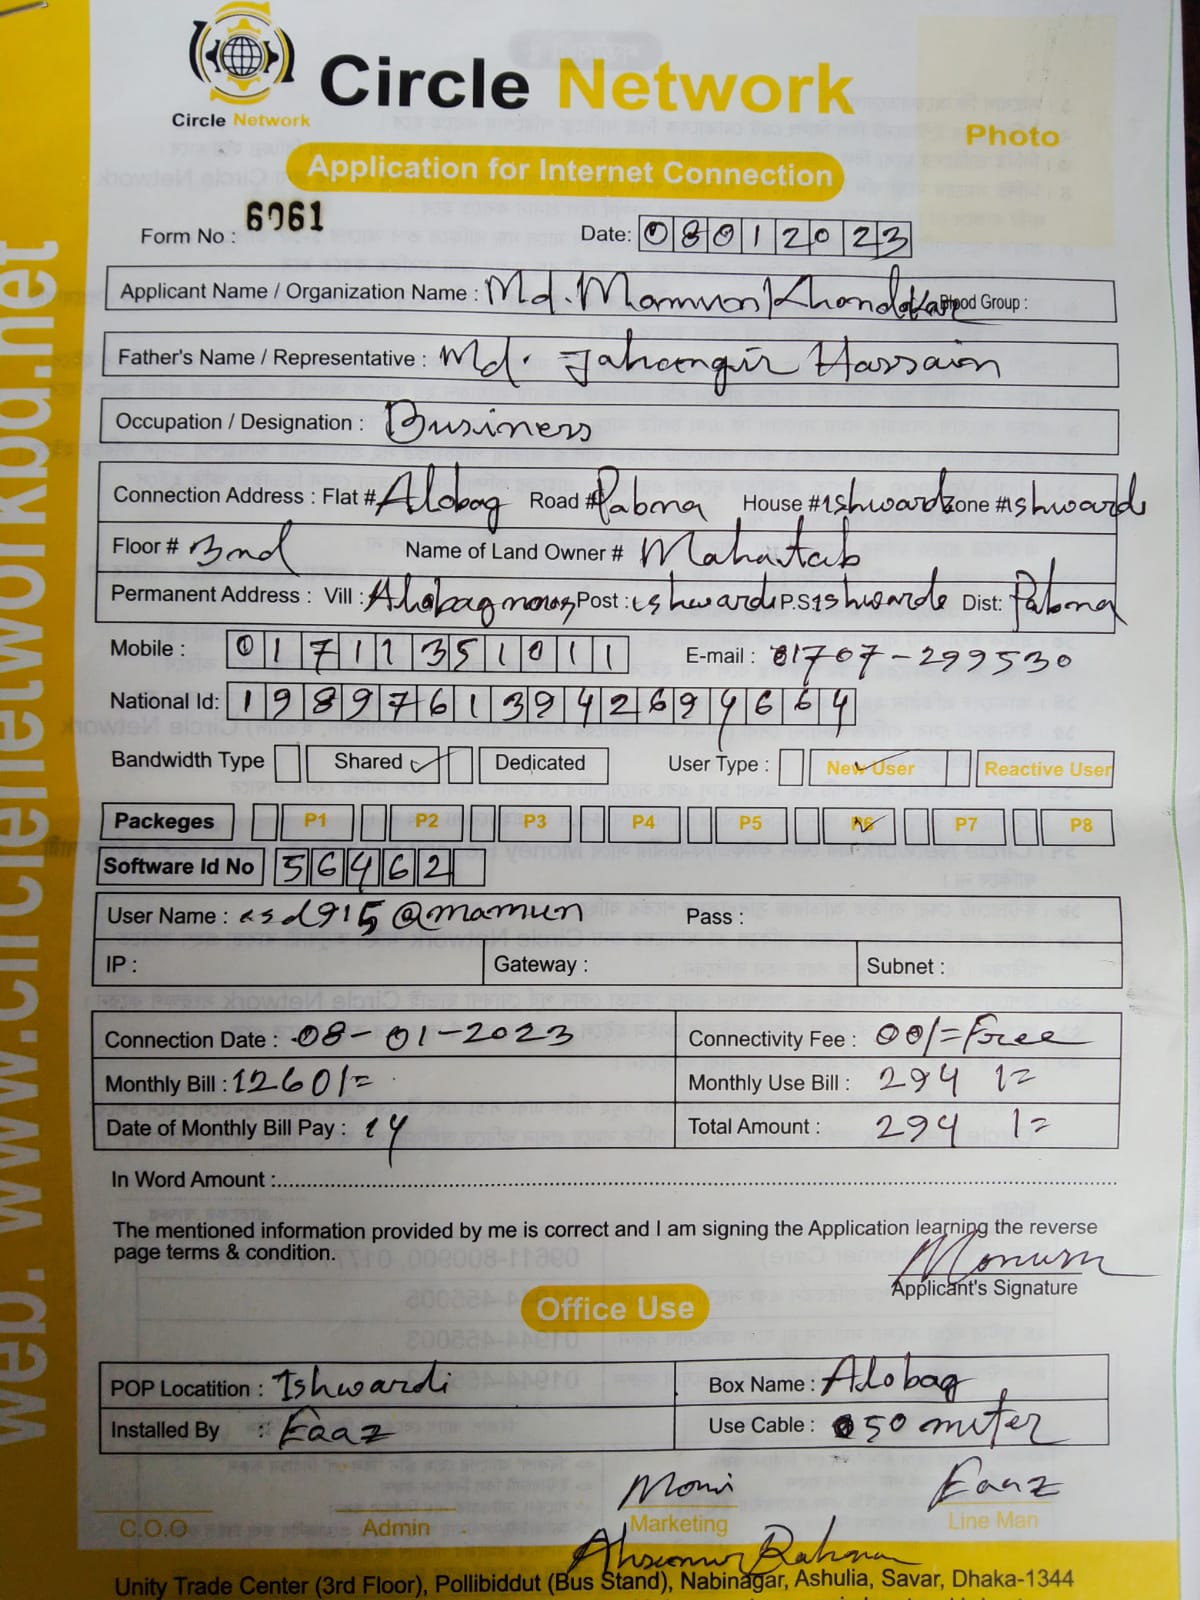 Circle Network
Circle Network
Photo
Application for Internet Connection
Form No : 6061
Date: 08012023
Applicant Name / Organization Name : Md. Mamun Khandokar Blood Group :
Father's Name / Representative : Md. Jahangir Hossain
Occupation / Designation : Business
Connection Address : Flat # Alobag Road # Pabna House # ishwardi Zone # ishwardi
Floor # 3nd Name of Land Owner # Mahatab
Permanent Address : Vill : Post : ishwardi P.S ishwardi Dist: Pabna
Mobile : 01711351011 E-mail : 01707-299530
National Id: 19897613942694664
Bandwidth Type Shared Dedicated User Type : New User Reactive User
Packeges P1 P2 P3 P4 P5 P6 P7 P8
Software Id No 56462
User Name : asd915@mamun Pass :
IP : Gateway : Subnet :
Connection Date : 08-01-2023 Connectivity Fee : 00/= Free
Monthly Bill : 1260/= Monthly Use Bill : 294 /=
Date of Monthly Bill Pay : 14 Total Amount : 294 /=
In Word Amount :
The mentioned information provided by me is correct and I am signing the Application learning the reverse
page terms & condition.
Mamun
Applicant's Signature
Office Use
POP Locatition : Ishwardi Box Name : Alobag
Installed By : Eaaz Use Cable : 50 meter
Momi Eaaz
C.O.O Admin Marketing Line Man
Rahman
Unity Trade Center (3rd Floor), Pollibiddut (Bus Stand), Nabinagar, Ashulia, Savar, Dhaka-1344
web: www.circlenetworkbd.net